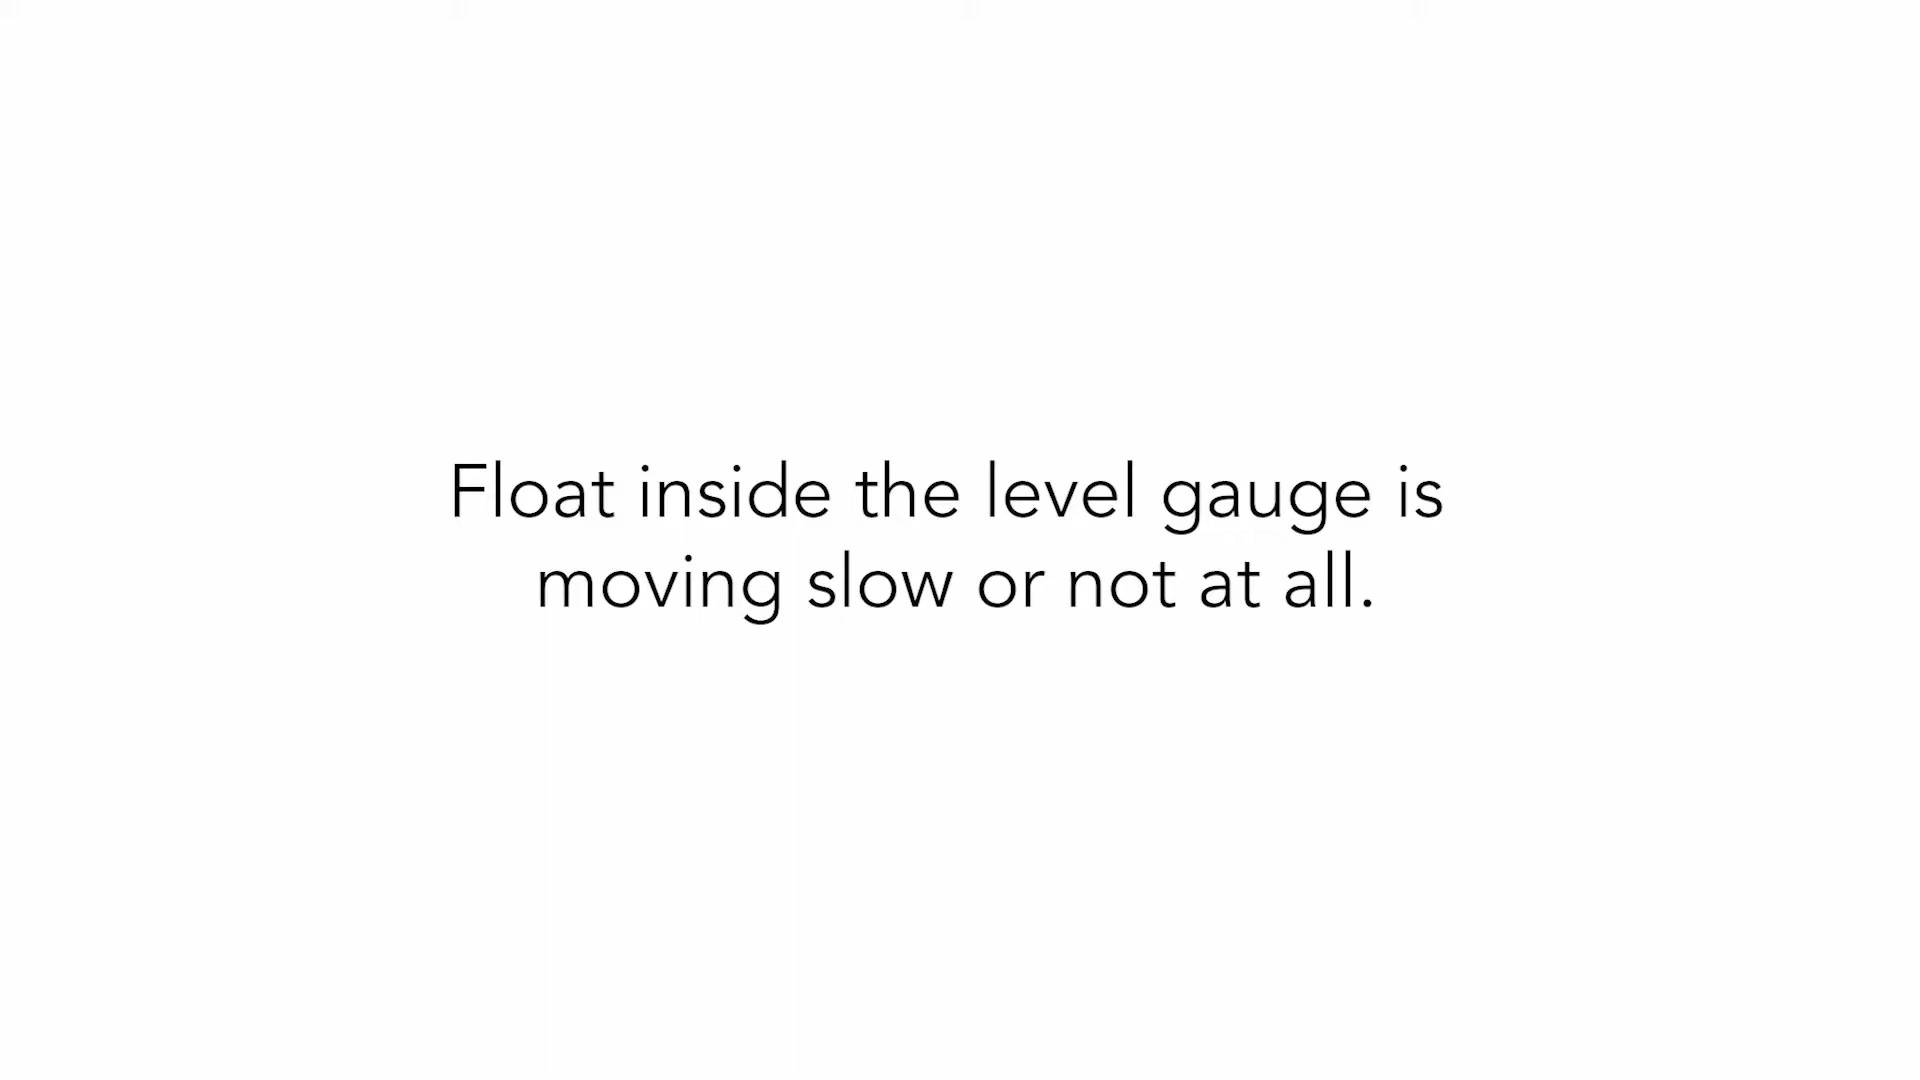 Float inside the level gauge is
moving slow or not at all.